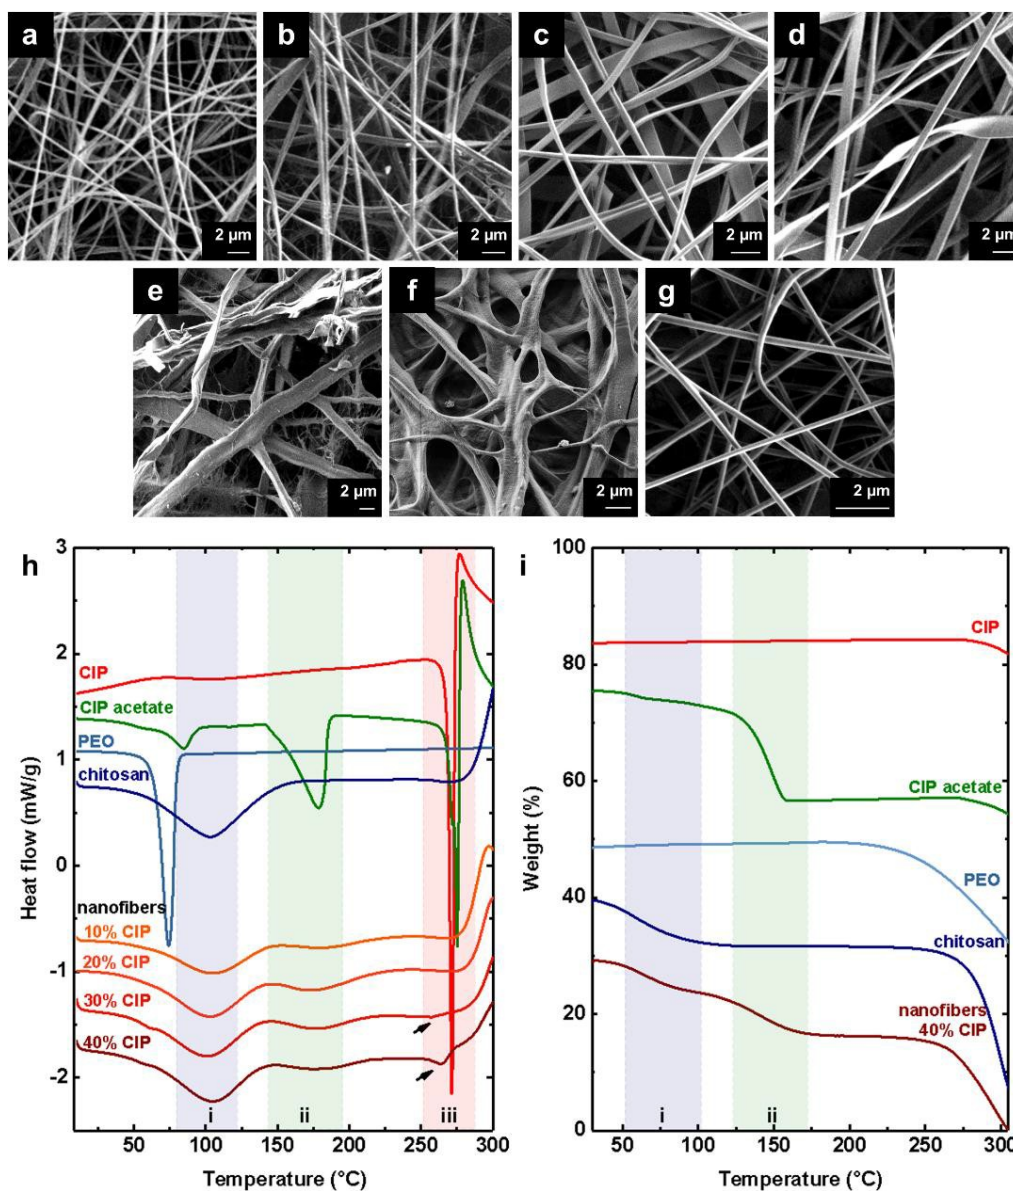 a
b
c
d
2 µm
2 µm
2 µm
2 µm
e
f
g
2 µm
2 µm
2 µm
h
3
2
1
0
-1
-2
Heat flow (mW/g)
CIP
CIP acetate
PEO
chitosan
nanofibers
10% CIP
20% CIP
30% CIP
40% CIP
i
ii
iii
50
100
150
200
250
300
Temperature (°C)
i
100
80
60
40
20
0
Weight (%)
CIP
CIP acetate
PEO
chitosan
nanofibers
40% CIP
i
ii
50
100
150
200
250
300
Temperature (°C)